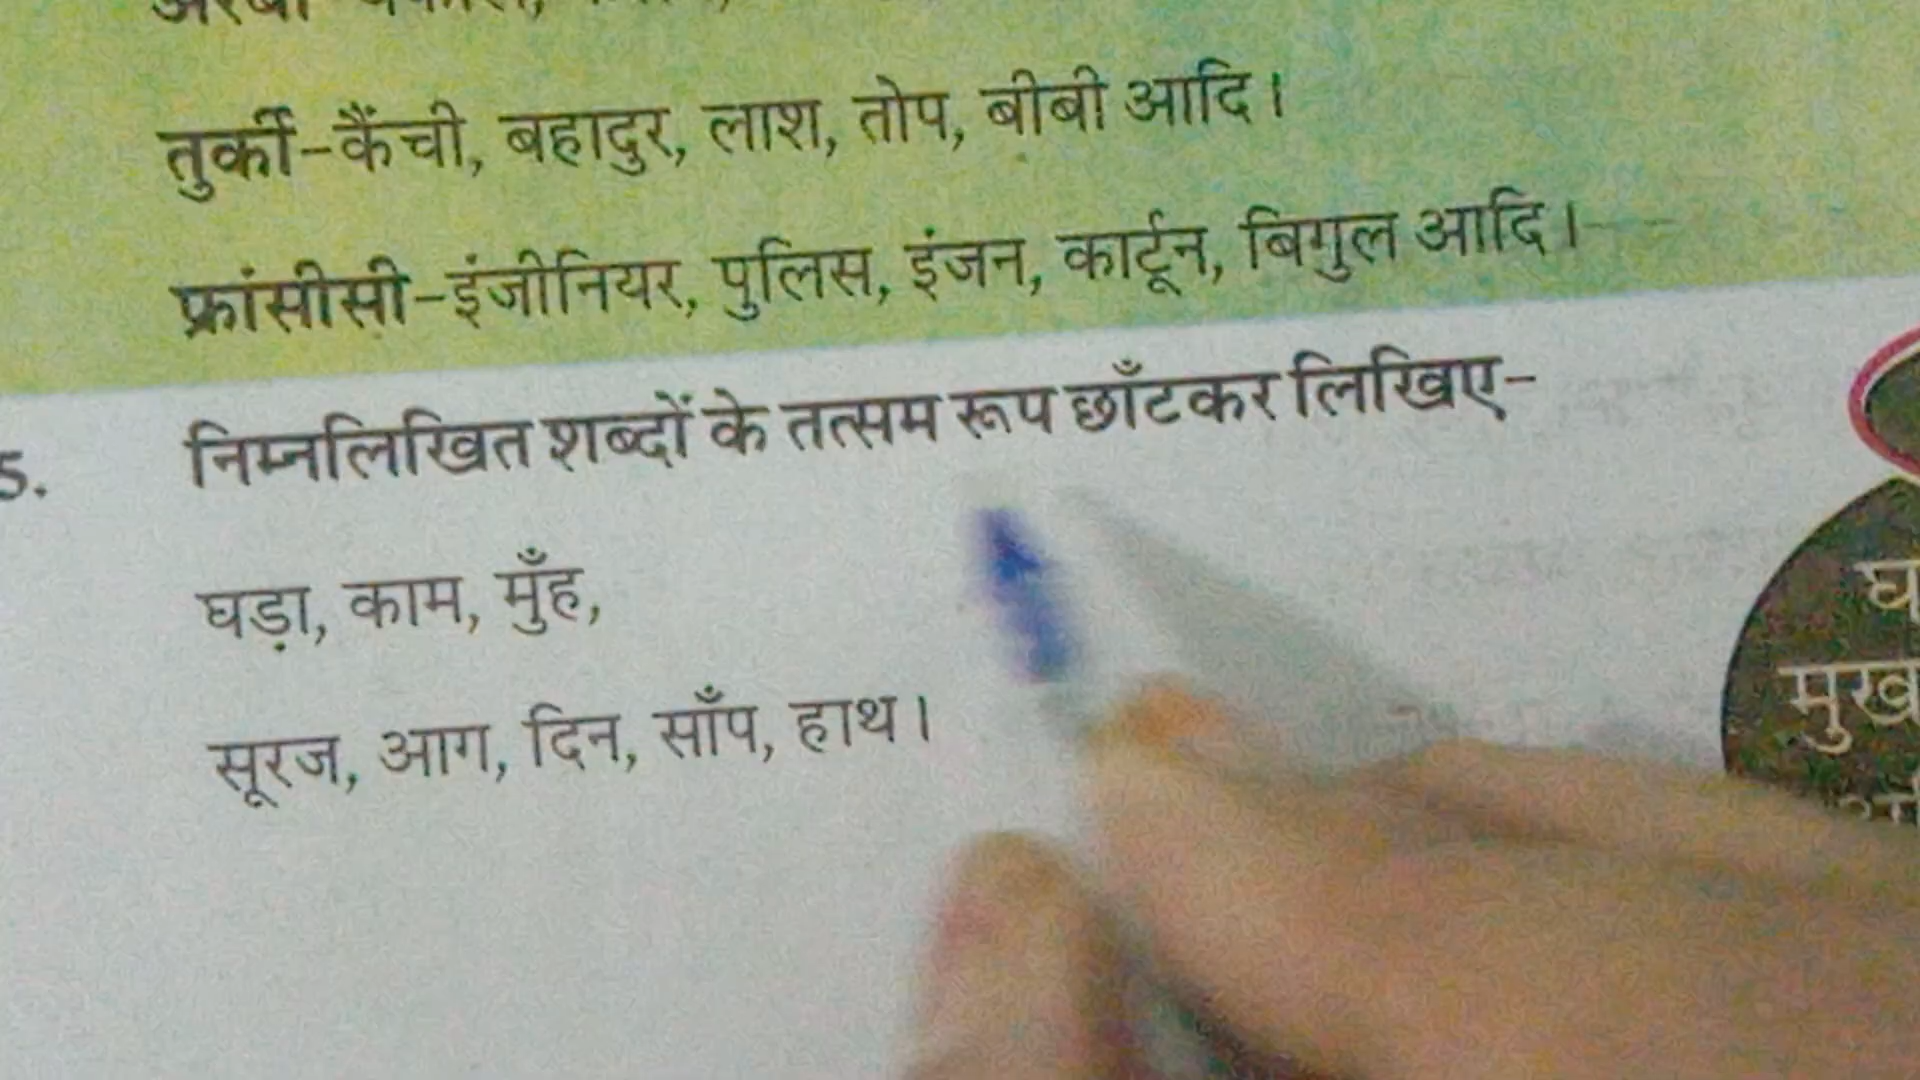 तुर्की-कैंची, बहादुर, लाश, तोप, बीबी आदि।
फ्रांसीसी-इंजीनियर, पुलिस, इंजन, कार्टून, बिगुल आदि।
5. निम्नलिखित शब्दों के तत्सम रूप छाँटकर लिखिए-
घड़ा, काम, मुँह,
सूरज, आग, दिन, साँप, हाथ।
मुख